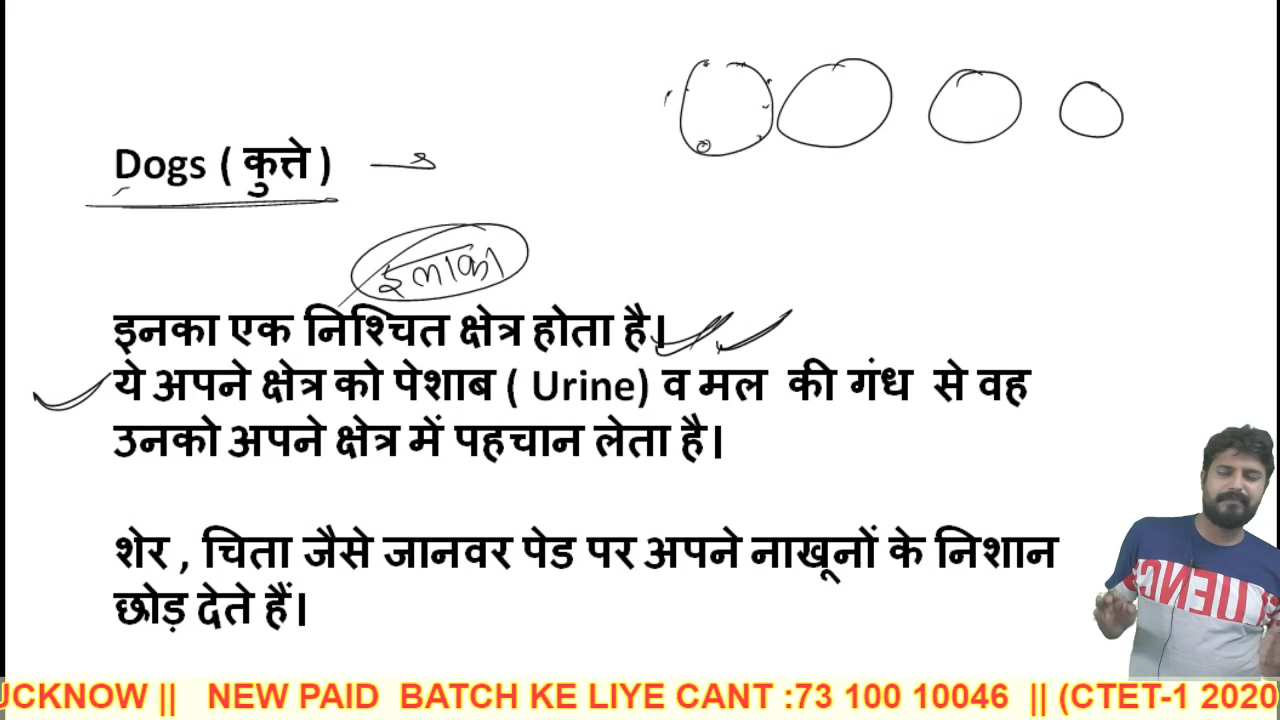 Dogs ( कुत्ते )
इलाका
इनका एक निश्चित क्षेत्र होता है।
ये अपने क्षेत्र को पेशाब ( Urine) व मल की गंध से वह
उनको अपने क्षेत्र में पहचान लेता है।
शेर , चिता जैसे जानवर पेड पर अपने नाखूनों के निशान
छोड़ देते हैं।
UCKNOW || NEW PAID BATCH KE LIYE CANT :73 100 10046 || (CTET-1 2020